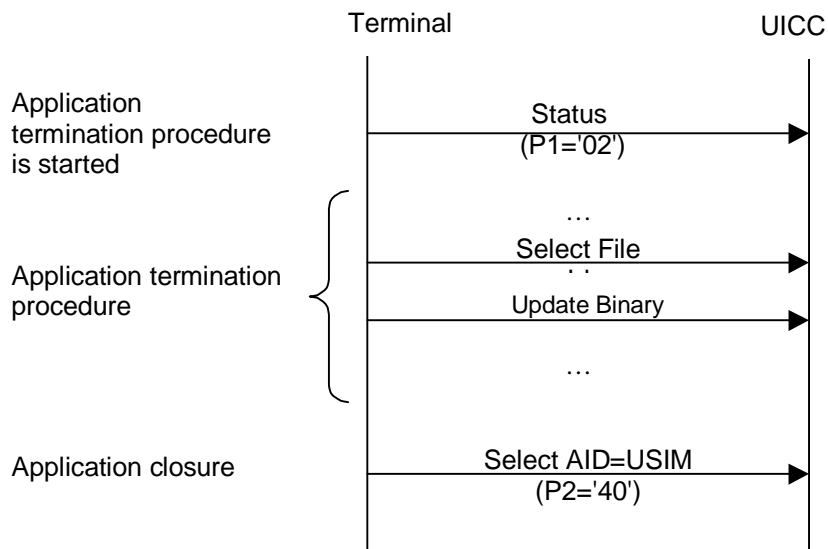 Terminal UICC
Application
termination procedure
is started
Status
(P1='02')
...
Select File
. .
Application termination
procedure
Update Binary
...
Application closure
Select AID=USIM
(P2='40')